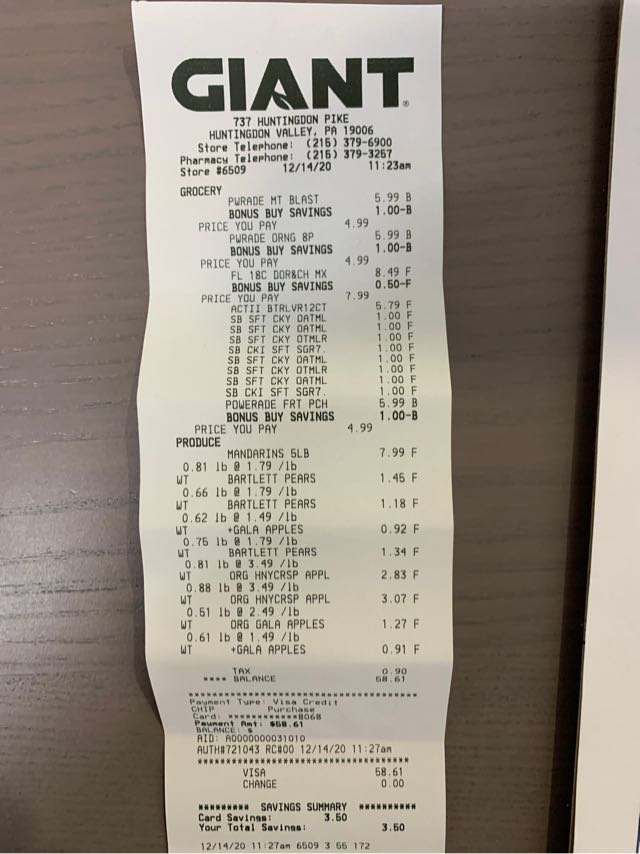 GIANT®
737 HUNTINGDON PIKE
HUNTINGDON VALLEY, PA 19006
Store Telephone: (215) 379-6900
Pharmacy Telephone: (215) 379-3257
Store #6509 12/14/20 11:23am
GROCERY
PWRADE MT BLAST 5.99 B
BONUS BUY SAVINGS 1.00-B
PRICE YOU PAY 4.99
PWRADE ORNG 8P 5.99 B
BONUS BUY SAVINGS 1.00-B
PRICE YOU PAY 4.99
FL 18C DOR&CH MX 8.49 F
BONUS BUY SAVINGS 0.50-F
PRICE YOU PAY 7.99
ACTII BTRLVR12CT 5.79 F
SB SFT CKY OATML 1.00 F
SB SFT CKY OATML 1.00 F
SB SFT CKY OTMLR 1.00 F
SB CKI SFT SGR7. 1.00 F
SB SFT CKY OATML 1.00 F
SB SFT CKY OTMLR 1.00 F
SB SFT CKY OATML 1.00 F
SB CKI SFT SGR7. 1.00 F
POWERADE FRT PCH 5.99 B
BONUS BUY SAVINGS 1.00-B
PRICE YOU PAY 4.99
PRODUCE
MANDARINS 5LB 7.99 F
0.81 lb @ 1.79 /lb
WT BARTLETT PEARS 1.45 F
0.66 lb @ 1.79 /lb
WT BARTLETT PEARS 1.18 F
0.62 lb @ 1.49 /lb
WT +GALA APPLES 0.92 F
0.75 lb @ 1.79 /lb
WT BARTLETT PEARS 1.34 F
0.81 lb @ 3.49 /lb
WT ORG HNYCRSP APPL 2.83 F
0.88 lb @ 3.49 /lb
WT ORG HNYCRSP APPL 3.07 F
0.51 lb @ 2.49 /lb
WT ORG GALA APPLES 1.27 F
0.61 lb @ 1.49 /lb
WT +GALA APPLES 0.91 F
TAX 0.90
**** BALANCE 58.61
****************************************
Payment Type: Visa Credit
CHIP Purchase
Card: ************8068
Payment Amt: $58.61
BALANCE: $
AID: A0000000031010
AUTH#721043 RC#00 12/14/20 11:27am
****************************************
VISA 58.61
CHANGE 0.00
********* SAVINGS SUMMARY **********
Card Savings: 3.50
Your Total Savings: 3.50
12/14/20 11:27am 6509 3 55 172